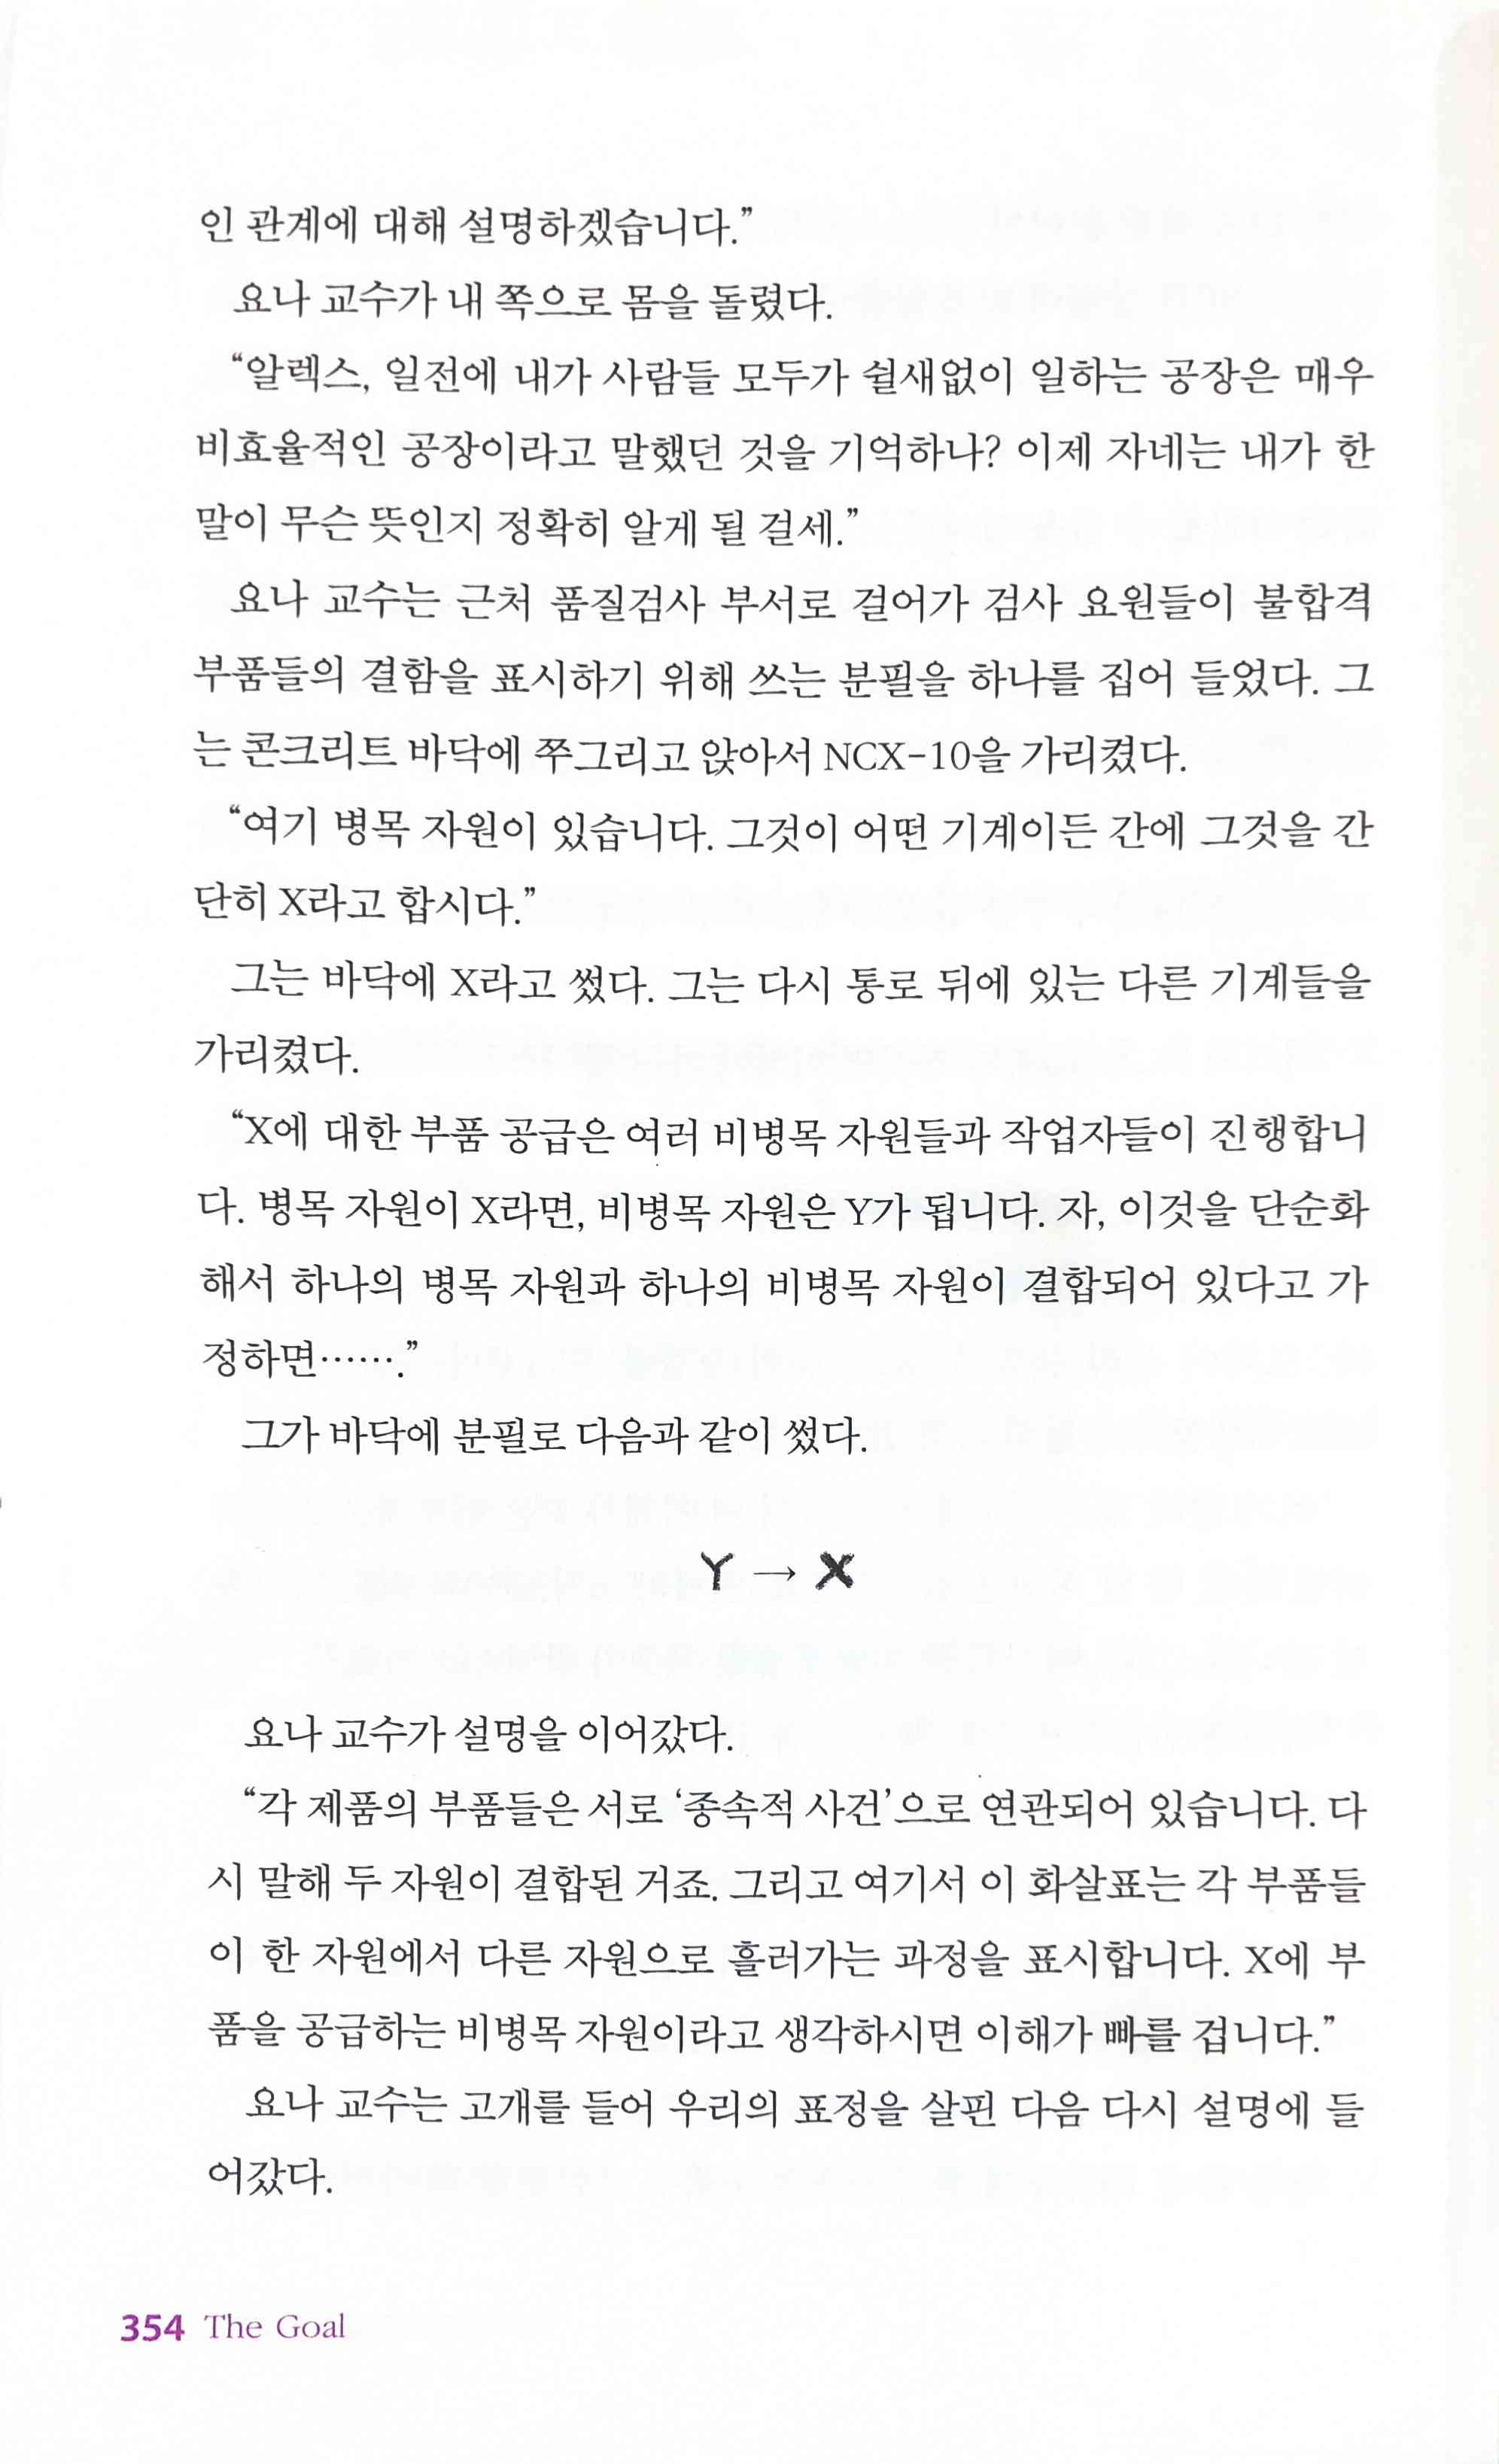 인 관계에 대해 설명하겠습니다.”
요나 교수가 내 쪽으로 몸을 돌렸다.
“알렉스, 일전에 내가 사람들 모두가 쉴새없이 일하는 공장은 매우
비효율적인 공장이라고 말했던 것을 기억하나? 이제 자네는 내가 한
말이 무슨 뜻인지 정확히 알게 될 걸세.”
요나 교수는 근처 품질검사 부서로 걸어가 검사 요원들이 불합격
부품들의 결함을 표시하기 위해 쓰는 분필을 하나를 집어 들었다. 그
는 콘크리트 바닥에 쭈그리고 앉아서 NCX-10을 가리켰다.
“여기 병목 자원이 있습니다. 그것이 어떤 기계이든 간에 그것을 간
단히 X라고 합시다.”
그는 바닥에 X라고 썼다. 그는 다시 통로 뒤에 있는 다른 기계들을
가리켰다.
“X에 대한 부품 공급은 여러 비병목 자원들과 작업자들이 진행합니
다. 병목 자원이 X라면, 비병목 자원은 Y가 됩니다. 자, 이것을 단순화
해서 하나의 병목 자원과 하나의 비병목 자원이 결합되어 있다고 가
정하면…….”
그가 바닥에 분필로 다음과 같이 썼다.
Y → X
요나 교수가 설명을 이어갔다.
“각 제품의 부품들은 서로 ‘종속적 사건’으로 연관되어 있습니다. 다
시 말해 두 자원이 결합된 거죠. 그리고 여기서 이 화살표는 각 부품들
이 한 자원에서 다른 자원으로 흘러가는 과정을 표시합니다. X에 부
품을 공급하는 비병목 자원이라고 생각하시면 이해가 빠를 겁니다.”
요나 교수는 고개를 들어 우리의 표정을 살핀 다음 다시 설명에 들
어갔다.
354 The Goal